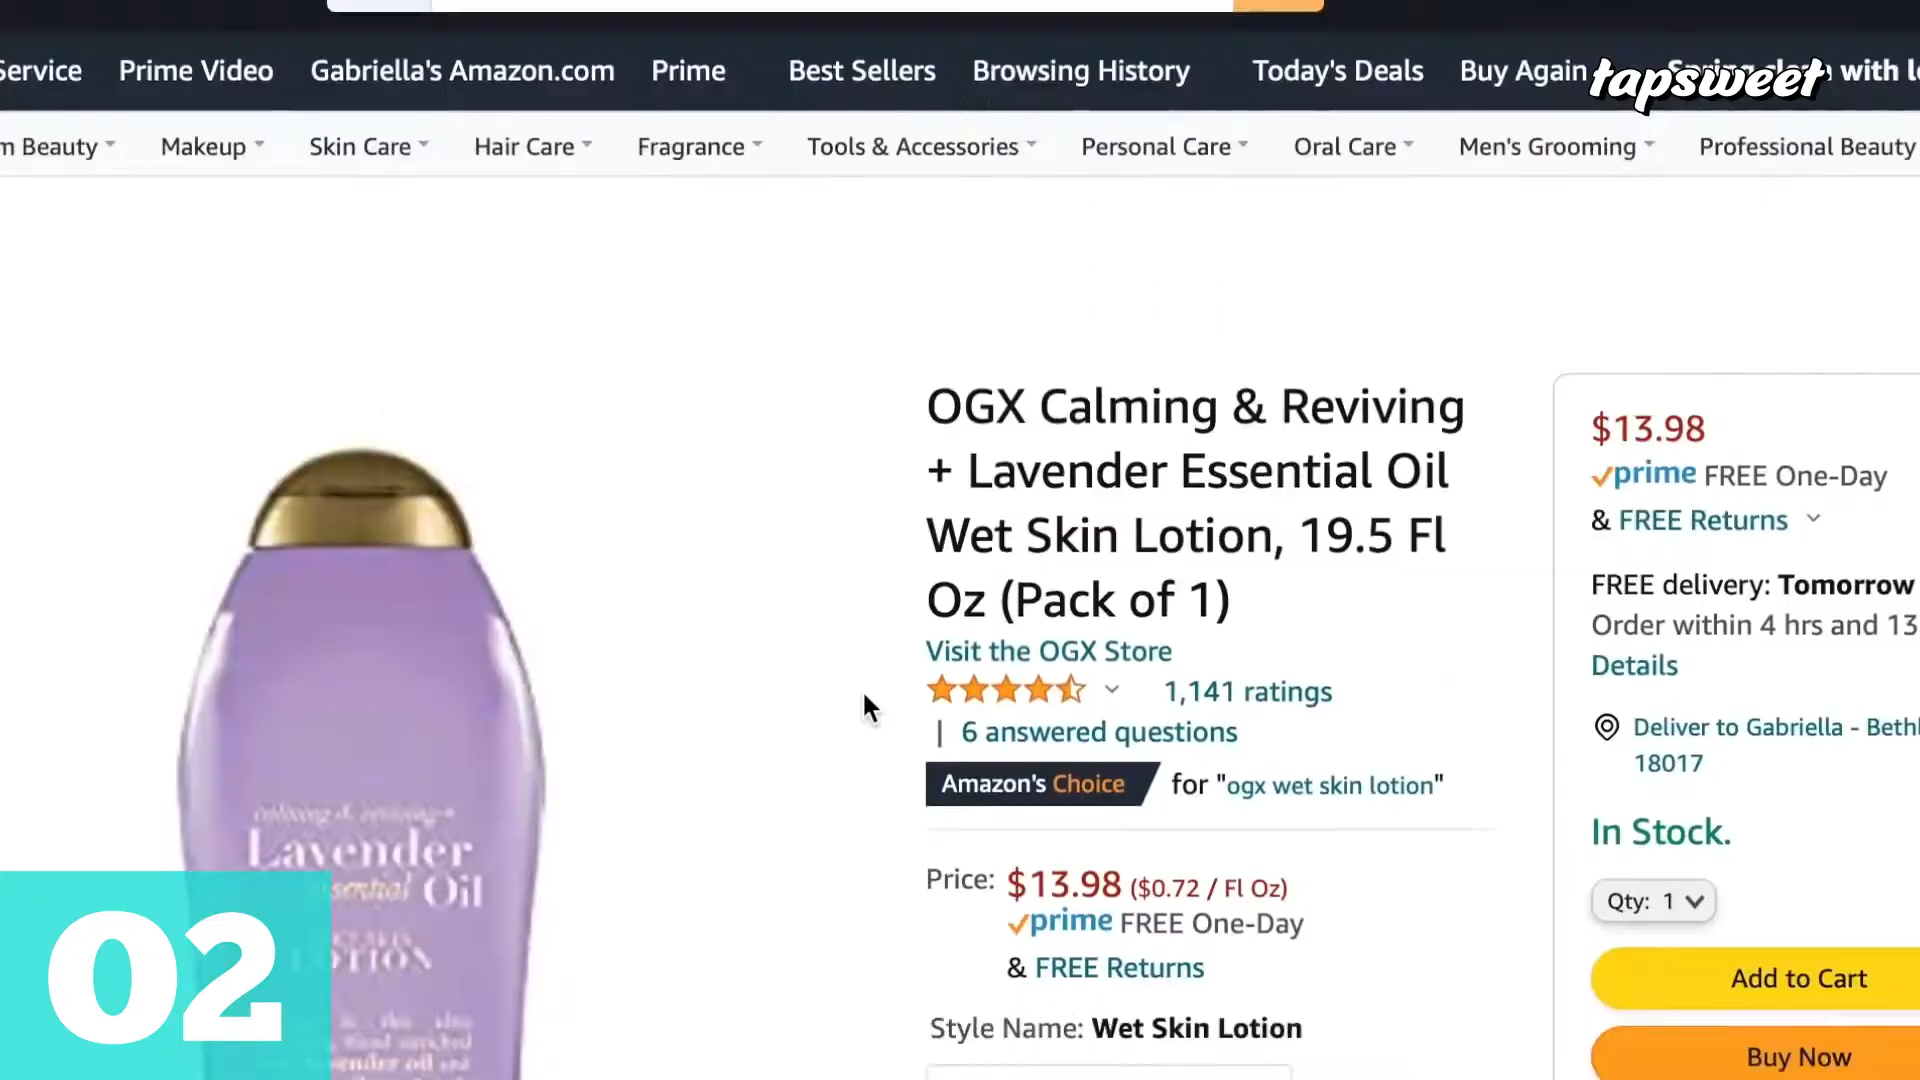 Service Prime Video Gabriella's Amazon.com Prime Best Sellers Browsing History Today's Deals Buy Again with
tapsweet
Beauty Makeup Skin Care Hair Care Fragrance Tools & Accessories Personal Care Oral Care Men's Grooming Professional Beauty
OGX Calming & Reviving
+ Lavender Essential Oil
Wet Skin Lotion, 19.5 Fl
Oz (Pack of 1)
Visit the OGX Store
1,141 ratings
| 6 answered questions
Amazon's Choice for "ogx wet skin lotion"
Price: $13.98 ($0.72 / Fl Oz)
prime FREE One-Day
& FREE Returns
Style Name: Wet Skin Lotion
$13.98
prime FREE One-Day
& FREE Returns
FREE delivery: Tomorrow
Order within 4 hrs and 13
Details
Deliver to Gabriella - Beth
18017
In Stock.
Qty: 1
Add to Cart
Buy Now
calming & reviving+
Lavender
Oil
LOTION
02